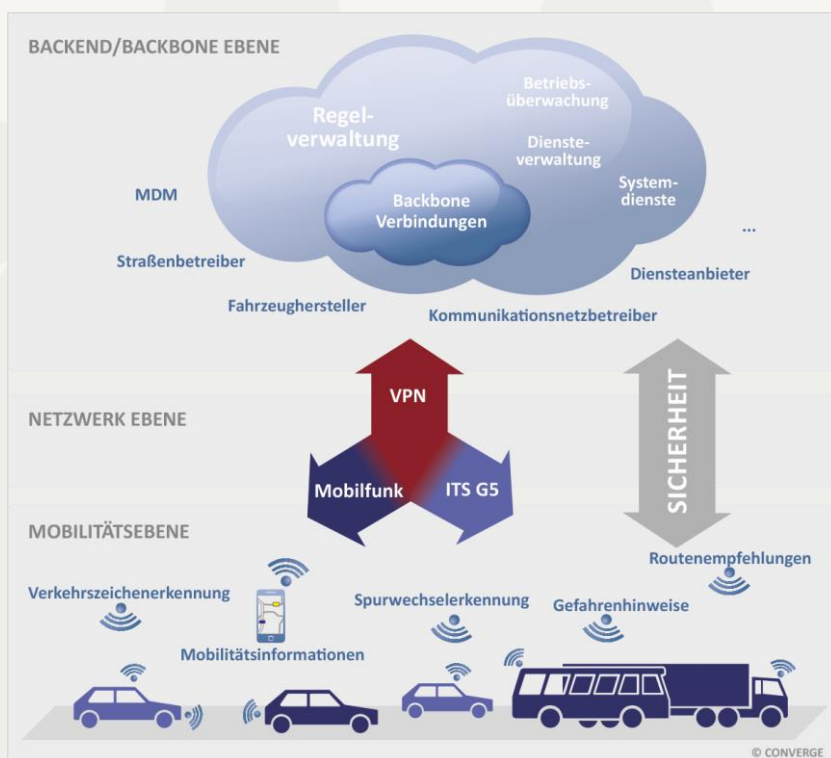 BACKEND/BACKBONE EBENE
Betriebs-
überwachung
Regel-
verwaltung
Dienste-
verwaltung
System-
dienste
Backbone
Verbindungen
MDM
...
Straßenbetreiber
Diensteanbieter
Fahrzeughersteller
Kommunikationsnetzbetreiber
VPN
NETZWERK EBENE
SICHERHEIT
Mobilfunk
ITS G5
MOBILITÄTSEBENE
Routenempfehlungen
Verkehrszeichenerkennung
Spurwechselerkennung
Gefahrenhinweise
Mobilitätsinformationen
© CONVERGE